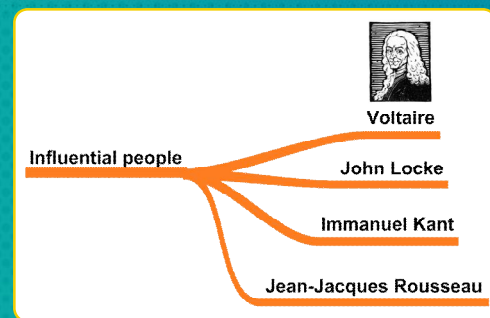 Voltaire
Influential people
John Locke
Immanuel Kant
Jean-Jacques Rousseau